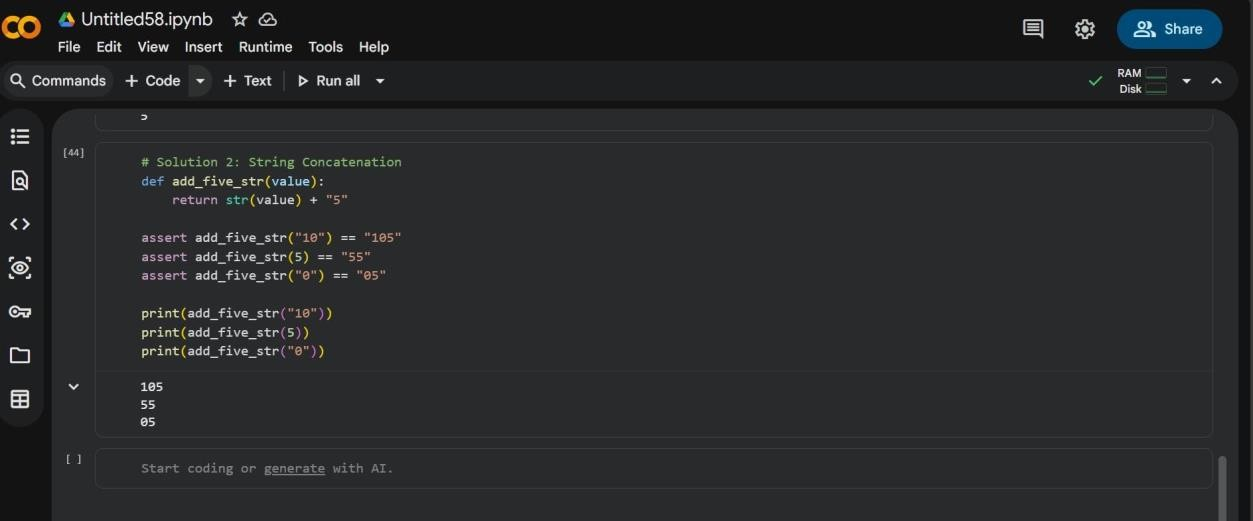 Untitled58.ipynb
File Edit View Insert Runtime Tools Help
Share
Commands + Code + Text Run all
RAM
Disk
5
[44]
# Solution 2: String Concatenation
def add_five_str(value):
    return str(value) + "5"
assert add_five_str("10") == "105"
assert add_five_str(5) == "55"
assert add_five_str("0") == "05"
print(add_five_str("10"))
print(add_five_str(5))
print(add_five_str("0"))
105
55
05
[ ]
Start coding or generate with AI.